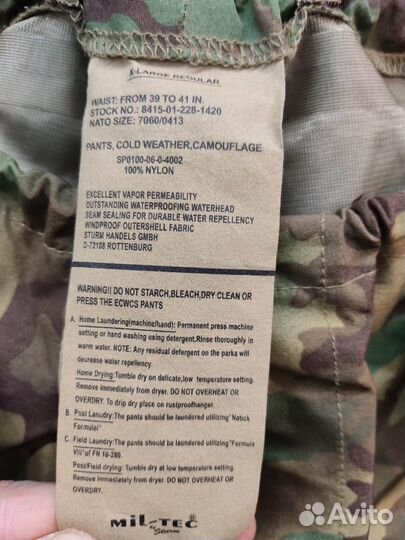 X-LARGE REGULAR
WAIST: FROM 39 TO 41 IN.
STOCK NO.: 8415-01-228-1420
NATO SIZE: 7060/0413
PANTS, COLD WEATHER,CAMOUFLAGE
SP0100-06-0-4002
100% NYLON
EXCELLENT VAPOR PERMEABILITY
OUTSTANDING WATERPROOFING WATERHEAD
SEAM SEALING FOR DURABLE WATER REPELLENCY
WINDPROOF OUTERSHELL FABRIC
STURM HANDELS GMBH
D-72108 ROTTENBURG
WARNING!! DO NOT STARCH,BLEACH,DRY CLEAN OR
PRESS THE ECWCS PANTS
A. Home Laundering(machinc/hand): Permanent press machine
setting or hand washing using detergent.Rinse thoroughly in
warm water. NOTE: Any residual detergent on the parka will
decrease water repellency.
Home Drying:Tumble dry on delicate,low temperature setting.
Remove immediately from dryer. DO NOT OVERHEAT OR
OVERDRY. To drip dry place on rustproofhanger.
B. Post Lanudry:The pants should be laundered utilizing "Natick
Formulal"
C. Field Laundry:The pants should be laundered utilizing "Formula
VIII"of FN 10-280.
Post/Field drying: Tumble dry at low temperature setting.
Remove immediately from dryer. DO NOT OVERHEAT OR
OVERDRY.
MIL-TEC
by Sturm
Avito